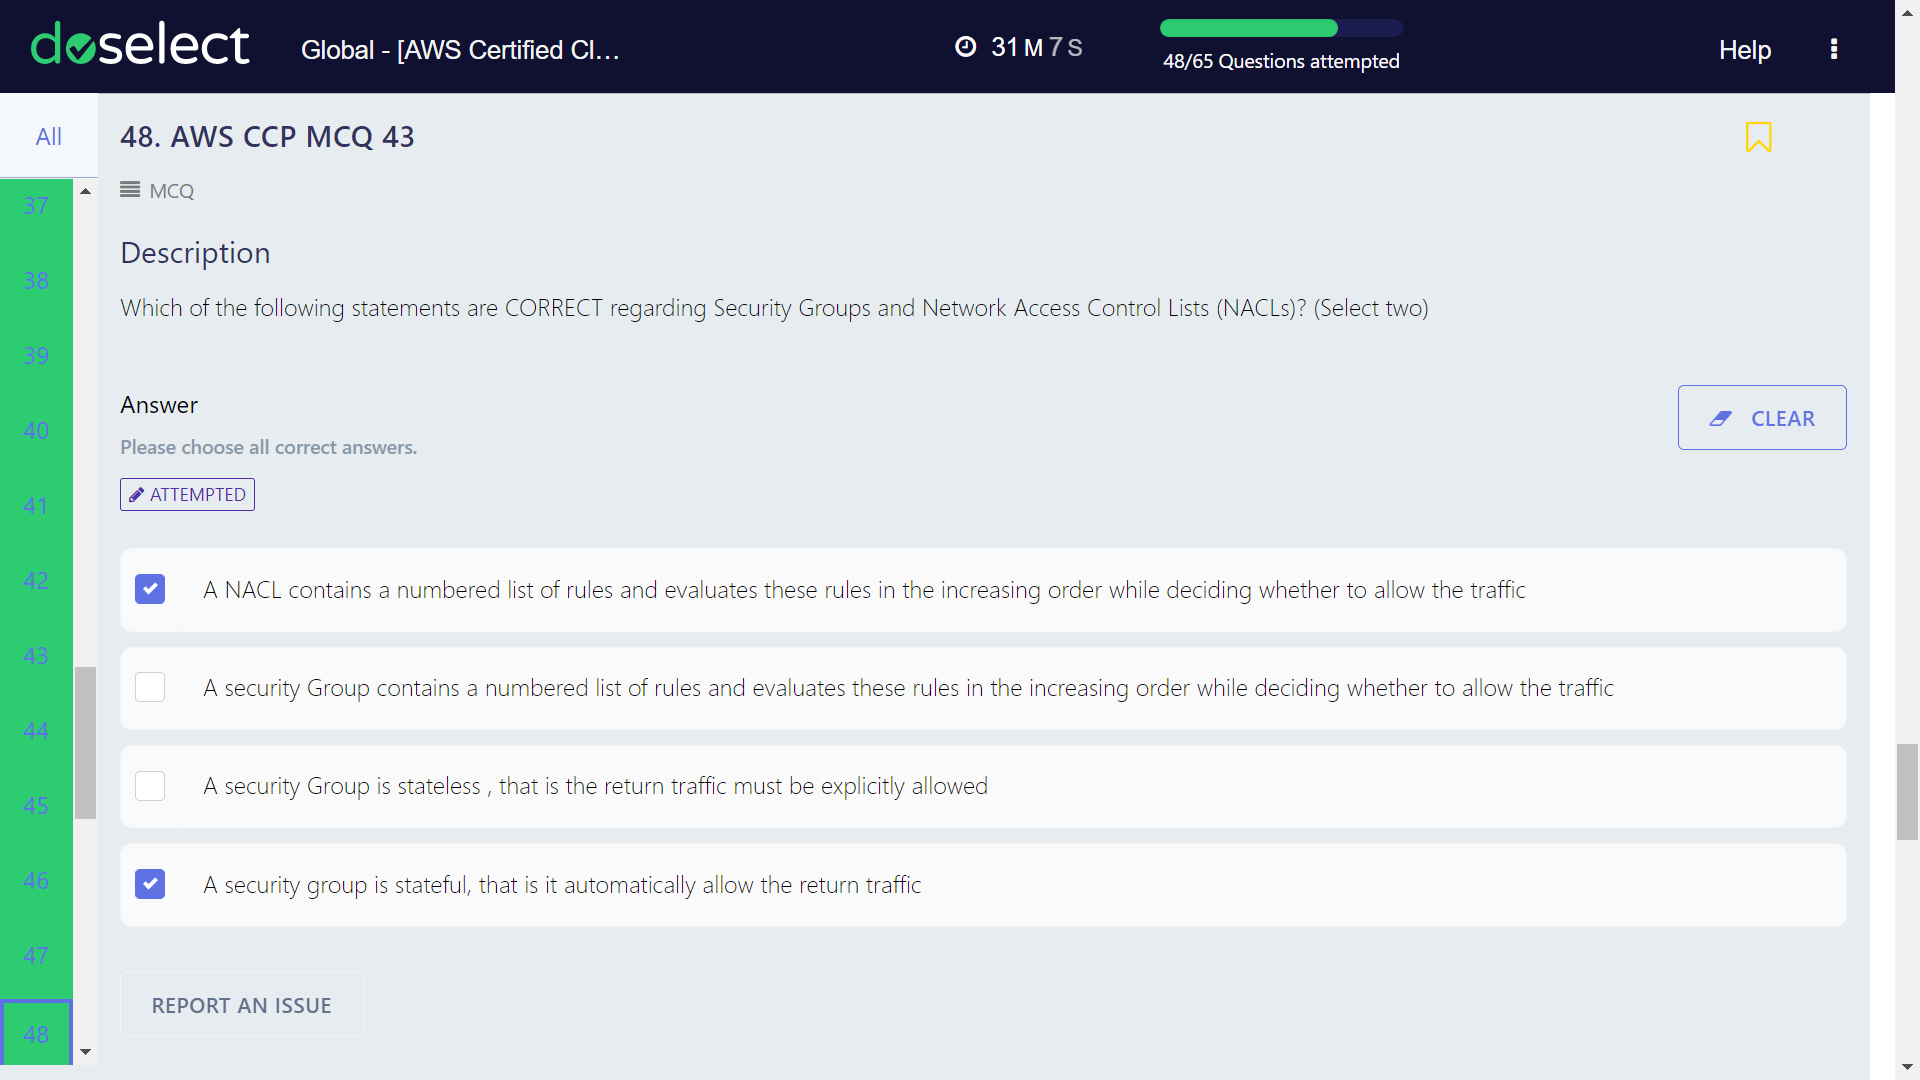 doselect
Global - [AWS Certified Cl...
31 M 7 S
48/65 Questions attempted
Help
All
37
38
39
40
41
42
43
44
45
46
47
48
48. AWS CCP MCQ 43
MCQ
Description
Which of the following statements are CORRECT regarding Security Groups and Network Access Control Lists (NACLs)? (Select two)
Answer
CLEAR
Please choose all correct answers.
ATTEMPTED
A NACL contains a numbered list of rules and evaluates these rules in the increasing order while deciding whether to allow the traffic
A security Group contains a numbered list of rules and evaluates these rules in the increasing order while deciding whether to allow the traffic
A security Group is stateless , that is the return traffic must be explicitly allowed
A security group is stateful, that is it automatically allow the return traffic
REPORT AN ISSUE